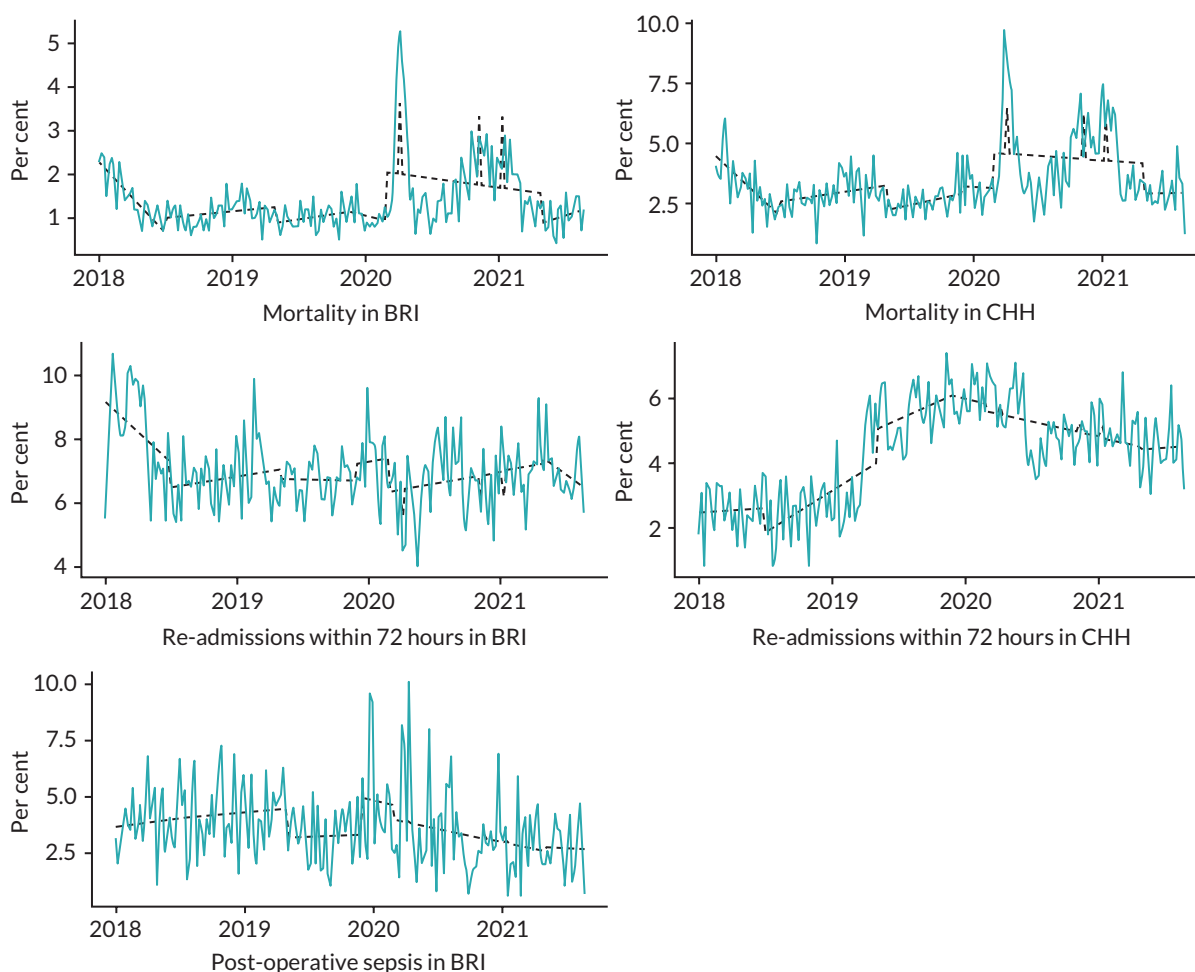 Per cent
5
4
3
2
1
2018 2019 2020 2021
Mortality in BRI
Per cent
10.0
7.5
5.0
2.5
2018 2019 2020 2021
Mortality in CHH
Per cent
10
8
6
4
2018 2019 2020 2021
Re-admissions within 72 hours in BRI
Per cent
6
4
2
2018 2019 2020 2021
Re-admissions within 72 hours in CHH
Per cent
10.0
7.5
5.0
2.5
2018 2019 2020 2021
Post-operative sepsis in BRI